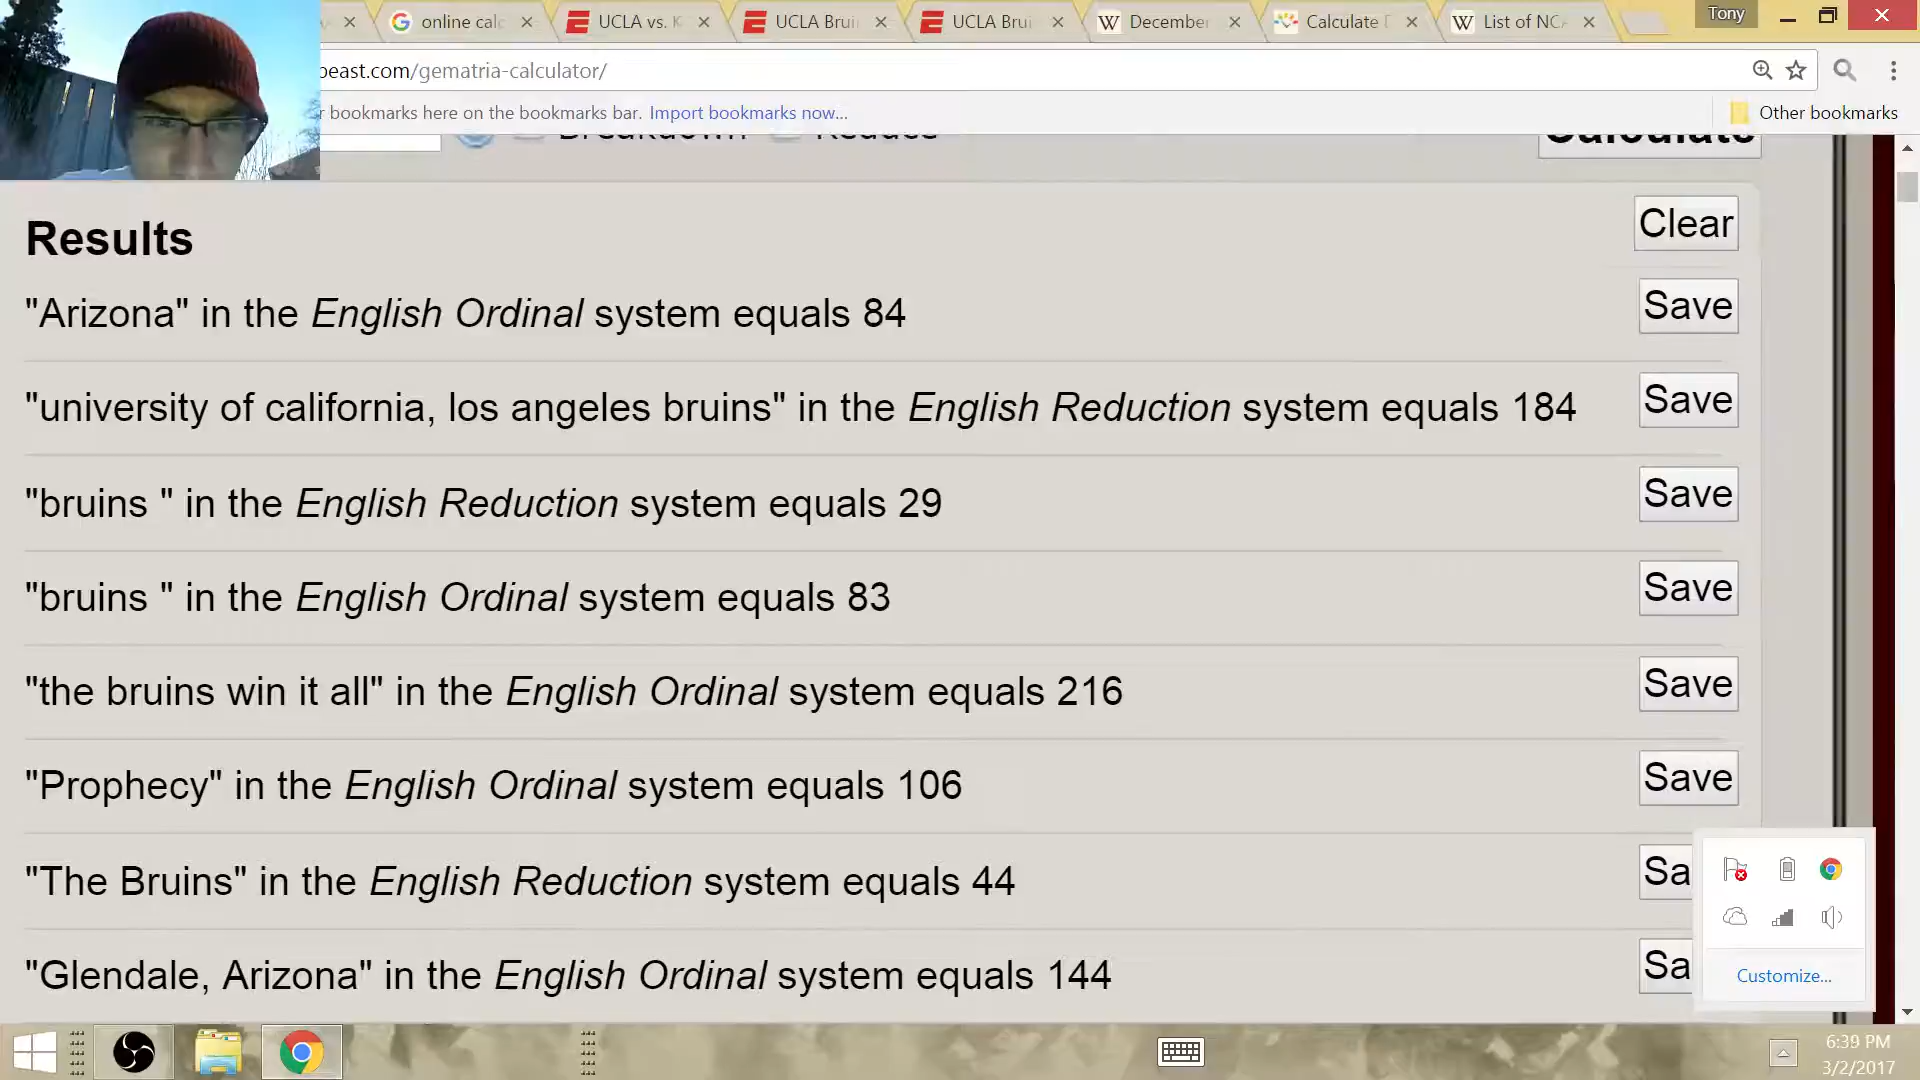 online calc
UCLA vs. K
UCLA Brui
UCLA Brui
December
Calculate D
List of NCA
Tony
beast.com/gematria-calculator/
r bookmarks here on the bookmarks bar. Import bookmarks now...
Other bookmarks
Breakdown Reduce
Calculate
Results
Clear
"Arizona" in the English Ordinal system equals 84
Save
"university of california, los angeles bruins" in the English Reduction system equals 184
Save
"bruins " in the English Reduction system equals 29
Save
"bruins " in the English Ordinal system equals 83
Save
"the bruins win it all" in the English Ordinal system equals 216
Save
"Prophecy" in the English Ordinal system equals 106
Save
"The Bruins" in the English Reduction system equals 44
Sa
"Glendale, Arizona" in the English Ordinal system equals 144
Sa
Customize...
6:39 PM
3/2/2017